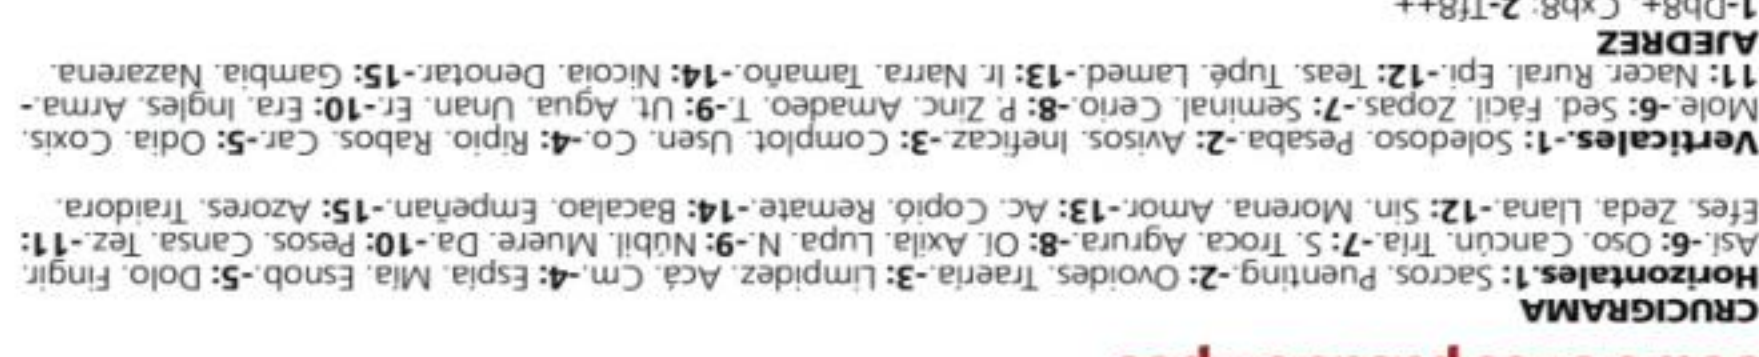 CRUCIGRAMA
Horizontales.1: Sacros. Puenting.-2: Ovoides. Traería.-3: Limpidez. Acá. Cm.-4: Espía. Mía. Esnob.-5: Dolo. Fingir.
Así.-6: Oso. Cancún. Tría.-7: S. Troca. Agrura.-8: Oí. Axila. Lupa. N.-9: Núbil. Muere. Da.-10: Pesos. Cansa. Tez.-11:
Efes. Zeda. Llana.-12: Sin. Morena. Amor.-13: Ac. Copió. Remate.-14: Bacalao. Empeñan.-15: Azores. Traidora.
Verticales.-1: Soledoso. Pesaba.-2: Avisos. Ineficaz.-3: Complot. Usen. Co.-4: Ripio. Rabos. Car.-5: Odia. Coxis.
Mole.-6: Sed. Fácil. Zopas.-7: Seminal. Cerio.-8: P. Zinc. Amadeo. T.-9: Ut. Agua. Unan. Er.-10: Era. Ingles. Arma.-
11: Nacer. Rural. Epi.-12: Teas. Tupé. Lamed.-13: Ir. Narra. Tamaño.-14: Nicoia. Denotar.-15: Gambia. Nazarena.
AJEDREZ
1-Db8+, Cxb8; 2-Tf8++